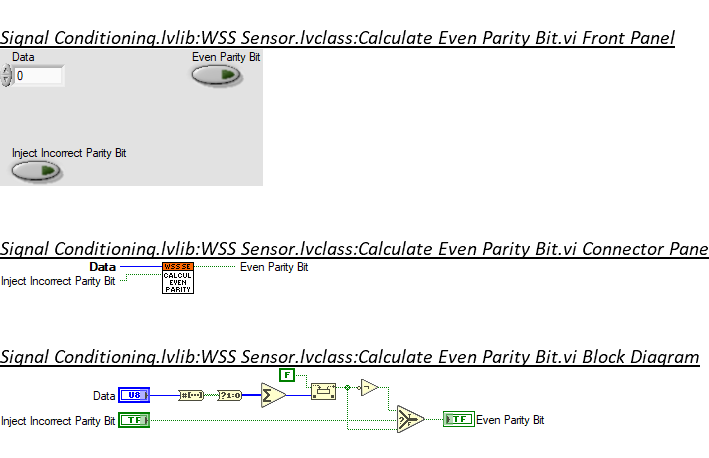 Signal Conditioning.lvlib:WSS Sensor.lvclass:Calculate Even Parity Bit.vi Front Panel
Data Even Parity Bit
0
Inject Incorrect Parity Bit
Signal Conditioning.lvlib:WSS Sensor.lvclass:Calculate Even Parity Bit.vi Connector Pane
Data WSS SE Even Parity Bit
Inject Incorrect Parity Bit CALCUL
EVEN
PARITY
Signal Conditioning.lvlib:WSS Sensor.lvclass:Calculate Even Parity Bit.vi Block Diagram
F
Data U8 #[···] ?1:0 Σ
Inject Incorrect Parity Bit TF ? T F TF Even Parity Bit